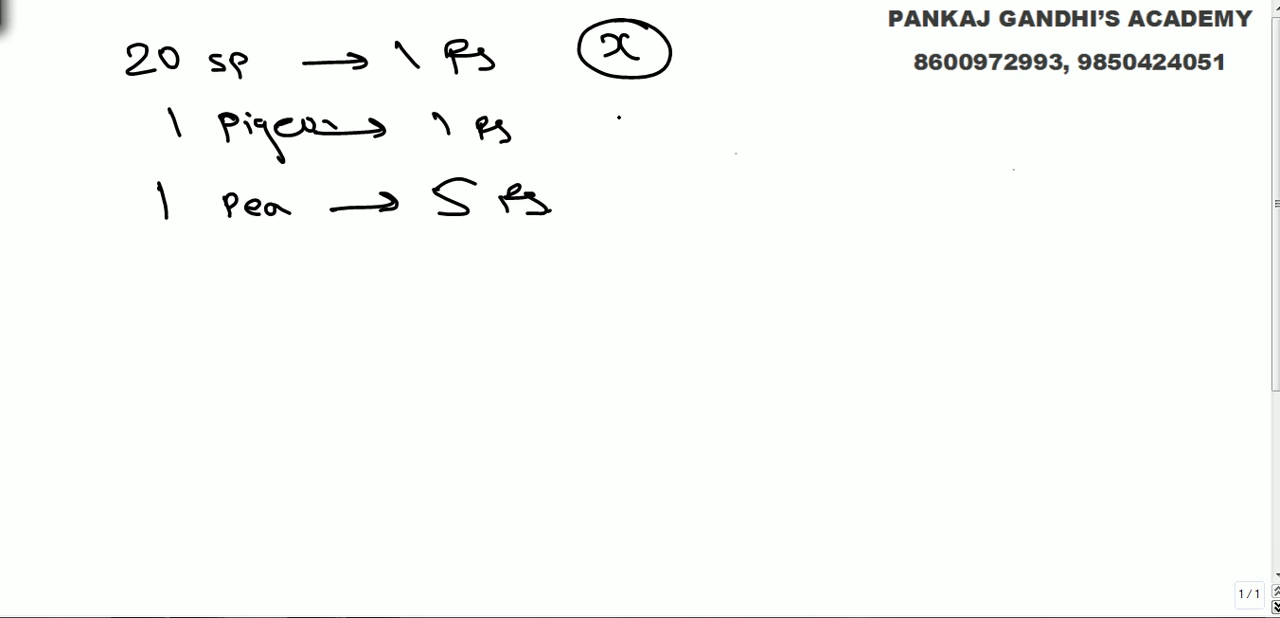 PANKAJ GANDHI'S ACADEMY
8600972993, 9850424051
20 sp → 1 Rs x
1 Pigeon → 1 Rs
1 Pea → 5 Rs
1 / 1